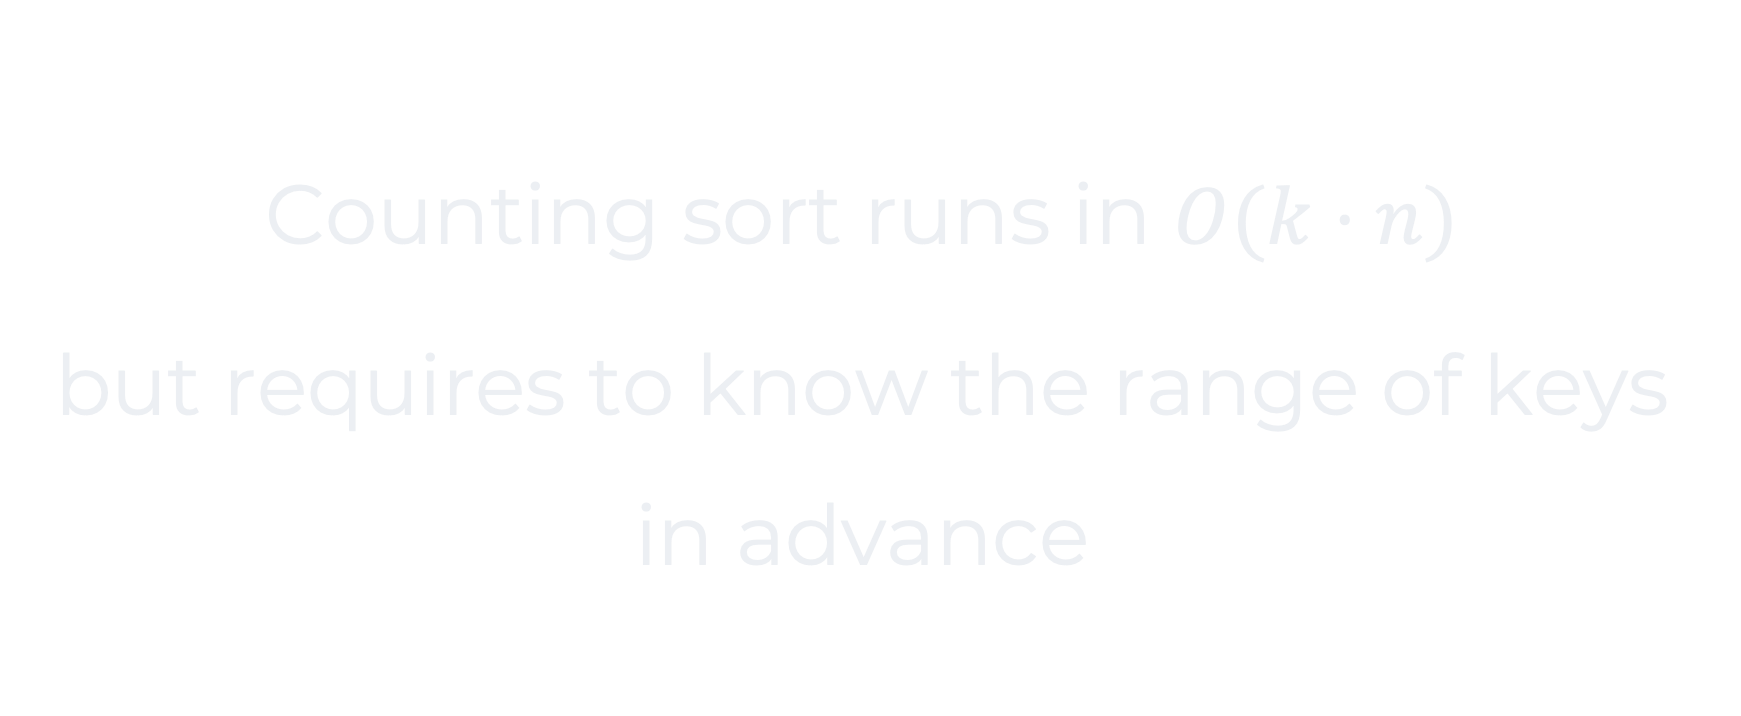 Counting sort runs in O(k · n)
but requires to know the range of keys
in advance